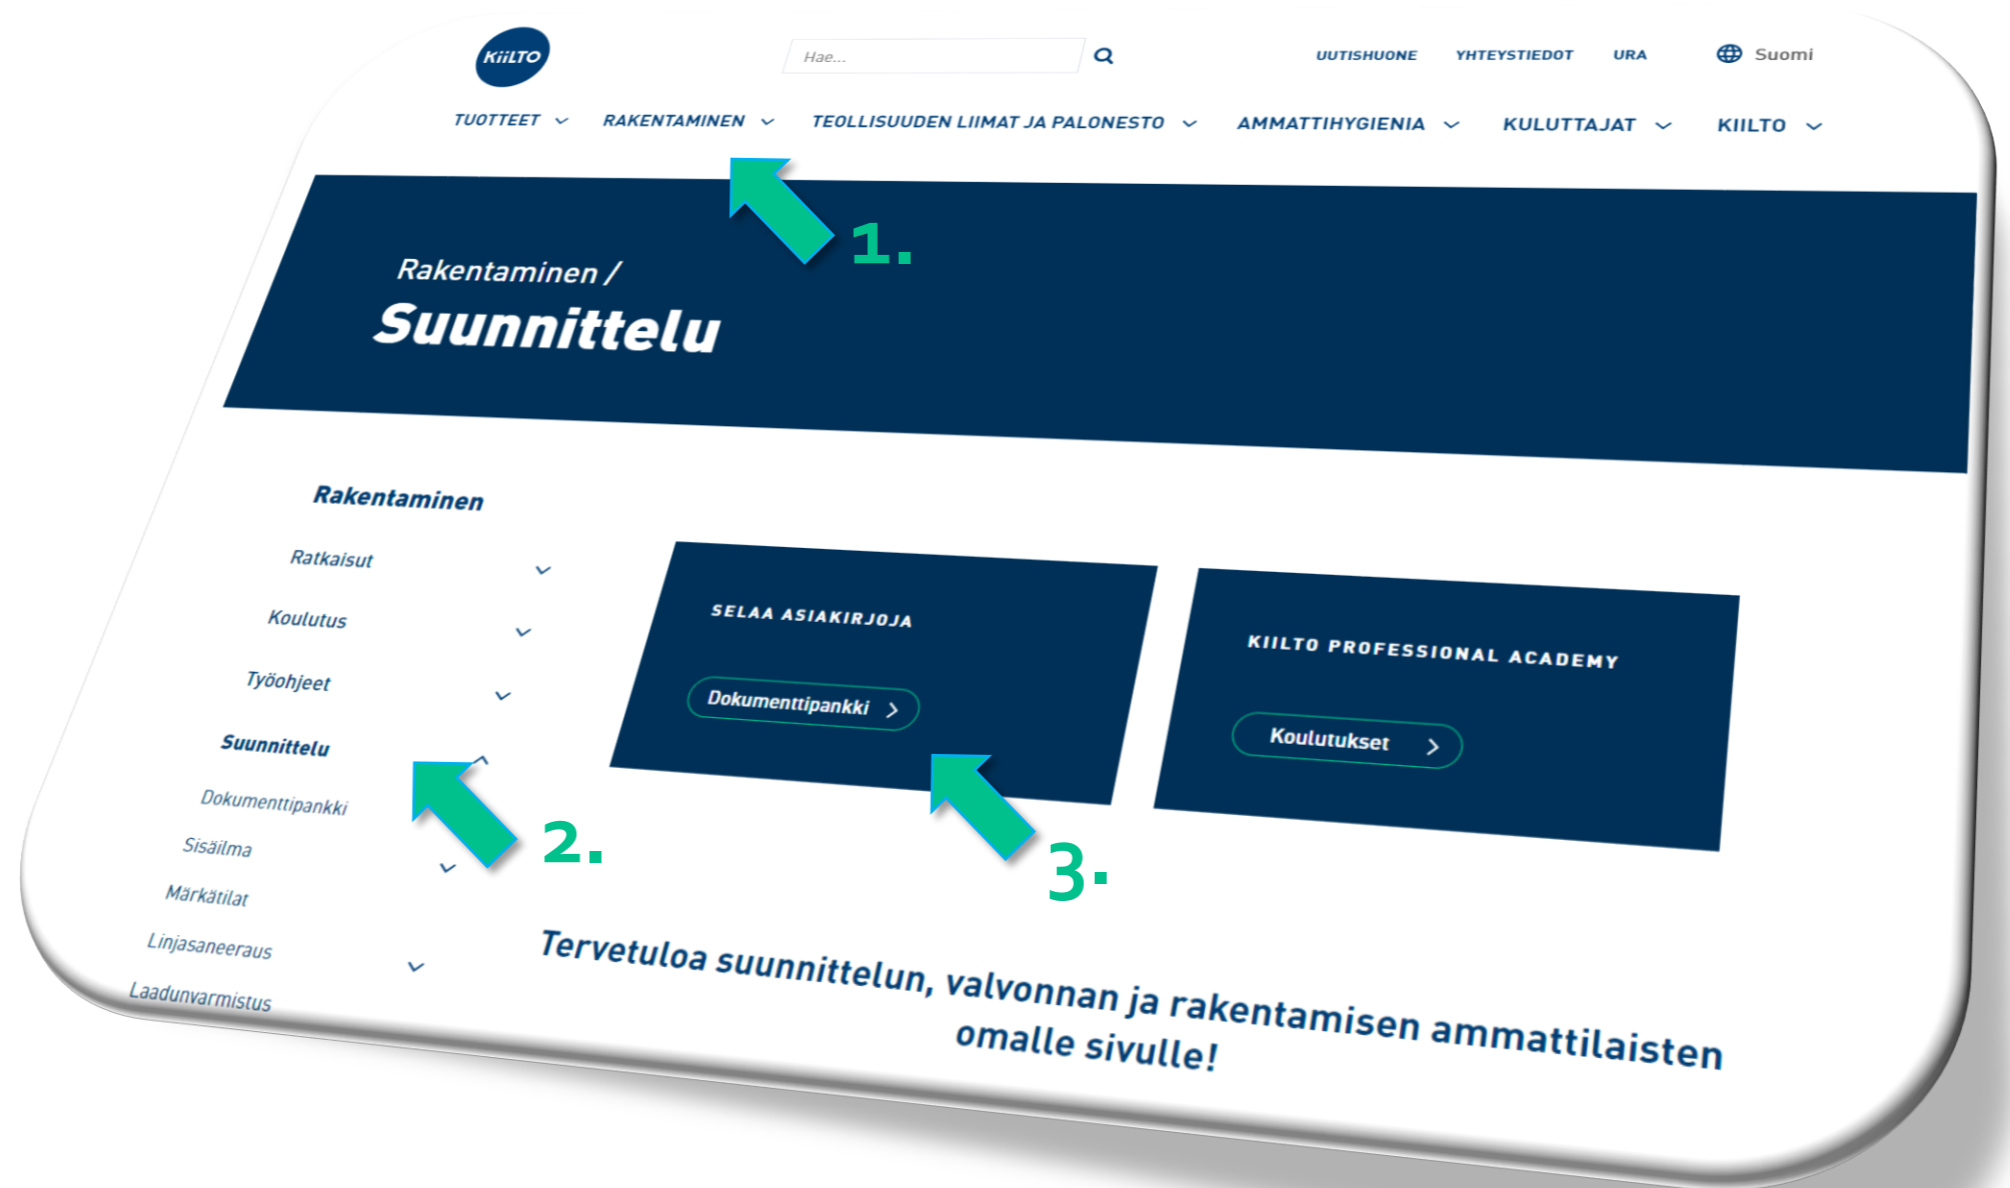 KiiLTO
Hae...
UUTISHUONE YHTEYSTIEDOT URA Suomi
TUOTTEET RAKENTAMINEN TEOLLISUUDEN LIIMAT JA PALONESTO AMMATTIHYGIENIA KULUTTAJAT KIILTO
1.
Rakentaminen /
Suunnittelu
Rakentaminen
Ratkaisut
Koulutus
Työohjeet
Suunnittelu
Dokumenttipankki
Sisäilma
Märkätilat
Linjasaneeraus
Laadunvarmistus
2.
SELAA ASIAKIRJOJA
Dokumenttipankki
3.
KIILTO PROFESSIONAL ACADEMY
Koulutukset
Tervetuloa suunnittelun, valvonnan ja rakentamisen ammattilaisten
omalle sivulle!